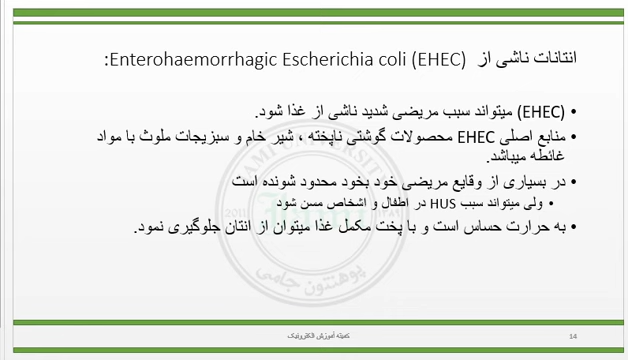 انتانات ناشی از Enterohaemorrhagic Escherichia coli (EHEC):
• (EHEC) میتواند سبب مریضی شدید ناشی از غذا شود.
• منابع اصلی EHEC محصولات گوشتی ناپخته ، شیر خام و سبزیجات ملوث با مواد
غائطه میباشد.
• در بسیاری از وقایع مریضی خود بخود محدود شونده است
• ولی میتواند سبب HUS در اطفال و اشخاص مسن شود
• به حرارت حساس است و با پخت مکمل غذا میتوان از انتان جلوگیری نمود.
پوهنتون جامی
کمیته آموزش الکترونیک
14